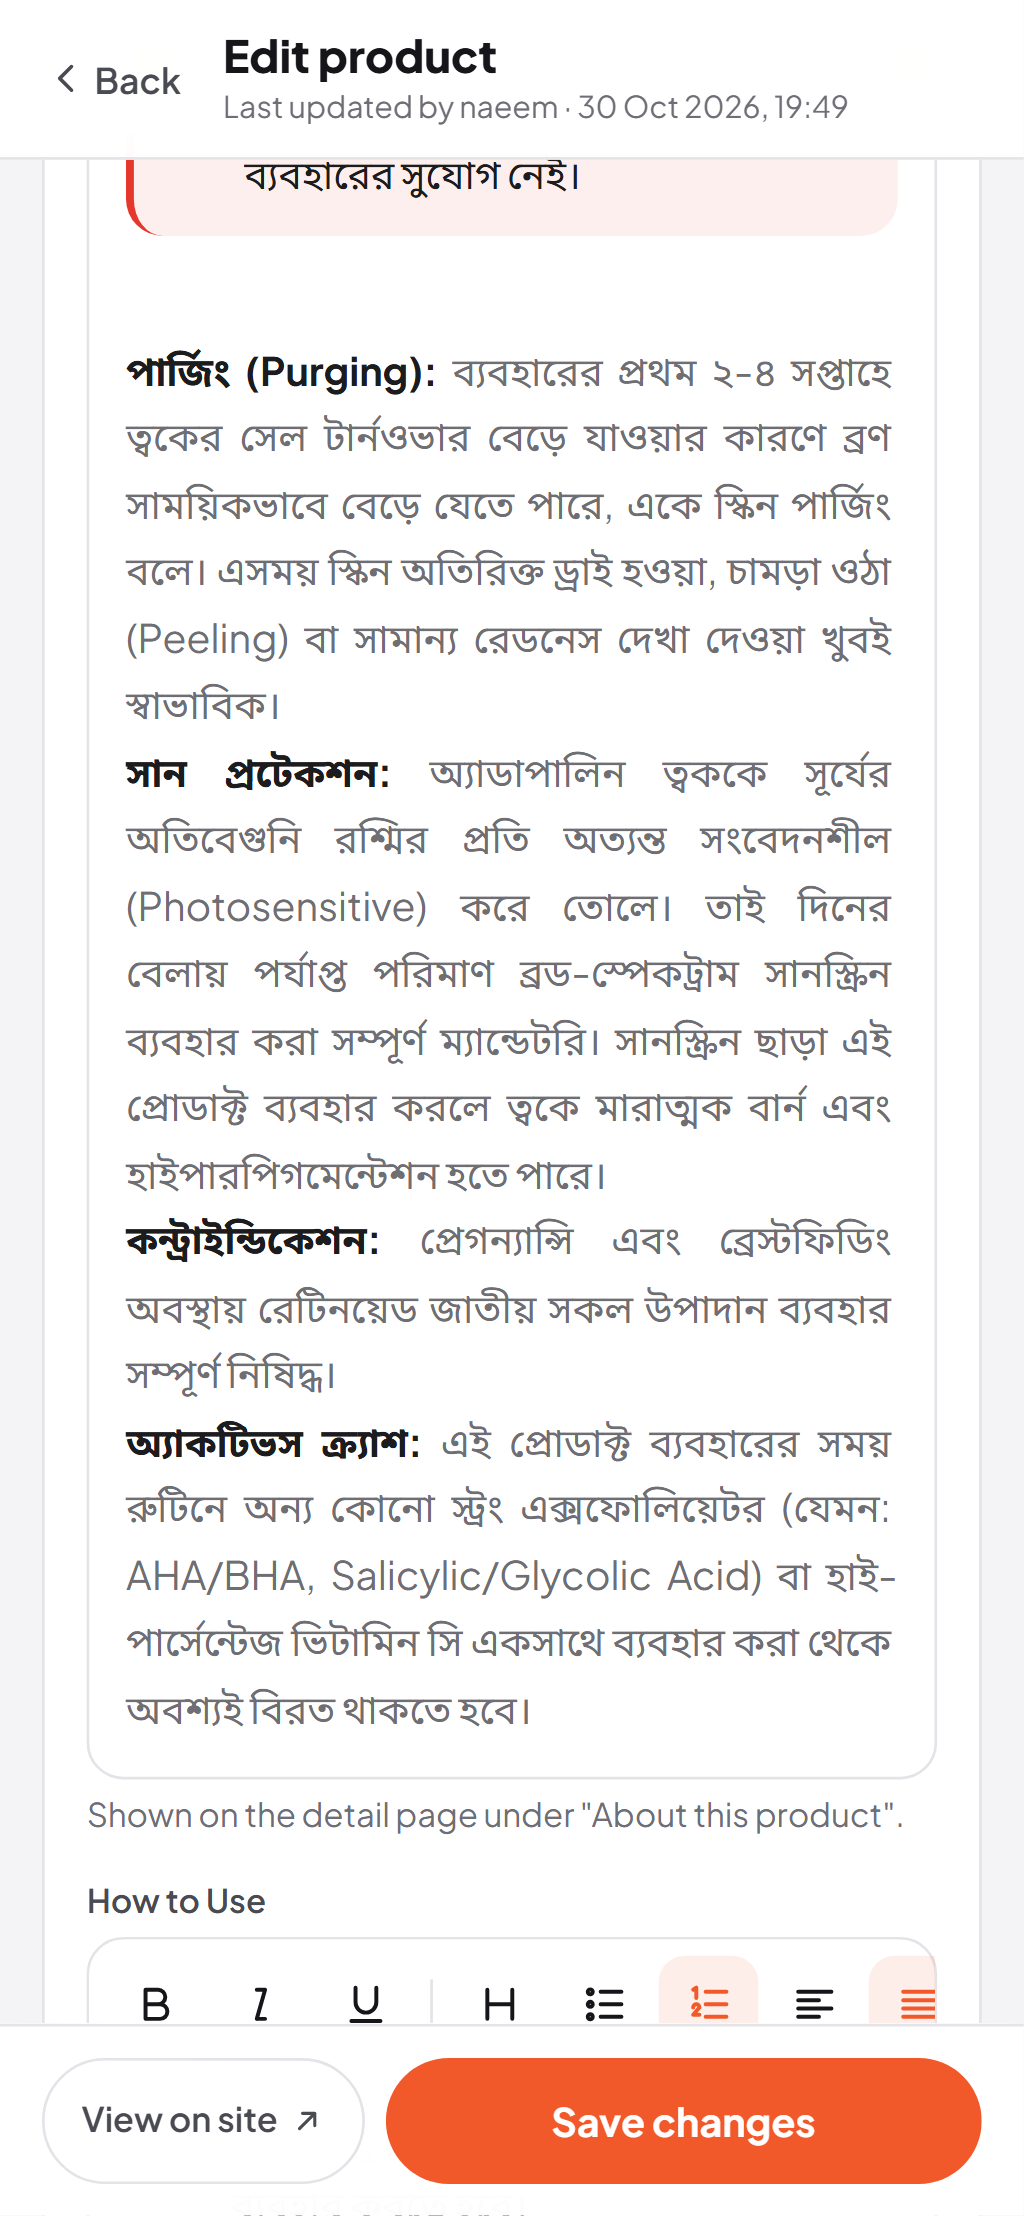 Back
Edit product
Last updated by naeem · 30 Oct 2026, 19:49
ব্যবহারের সুযোগ নেই।
পার্জিং (Purging): ব্যবহারের প্রথম ২-৪ সপ্তাহে
ত্বকের সেল টার্নওভার বেড়ে যাওয়ার কারণে ব্রণ
সাময়িকভাবে বেড়ে যেতে পারে, একে স্কিন পার্জিং
বলে। এসময় স্কিন অতিরিক্ত ড্রাই হওয়া, চামড়া ওঠা
(Peeling) বা সামান্য রেডনেস দেখা দেওয়া খুবই
স্বাভাবিক।
সান প্রটেকশন: অ্যাডাপালিন ত্বককে সূর্যের
অতিবেগুনি রশ্মির প্রতি অত্যন্ত সংবেদনশীল
(Photosensitive) করে তোলে। তাই দিনের
বেলায় পর্যাপ্ত পরিমাণ ব্রড-স্পেকট্রাম সানস্ক্রিন
ব্যবহার করা সম্পূর্ণ ম্যান্ডেটরি। সানস্ক্রিন ছাড়া এই
প্রোডাক্ট ব্যবহার করলে ত্বকে মারাত্মক বার্ন এবং
হাইপারপিগমেন্টেশন হতে পারে।
কন্ট্রাইন্ডিকেশন: প্রেগন্যান্সি এবং ব্রেস্টফিডিং
অবস্থায় রেটিনয়েড জাতীয় সকল উপাদান ব্যবহার
সম্পূর্ণ নিষিদ্ধ।
অ্যাকটিভস ক্র্যাশ: এই প্রোডাক্ট ব্যবহারের সময়
রুটিনে অন্য কোনো স্ট্রং এক্সফোলিয়েটর (যেমন:
AHA/BHA, Salicylic/Glycolic Acid) বা হাই-
পার্সেন্টেজ ভিটামিন সি একসাথে ব্যবহার করা থেকে
অবশ্যই বিরত থাকতে হবে।
Shown on the detail page under "About this product".
How to Use
B I U H
View on site
Save changes